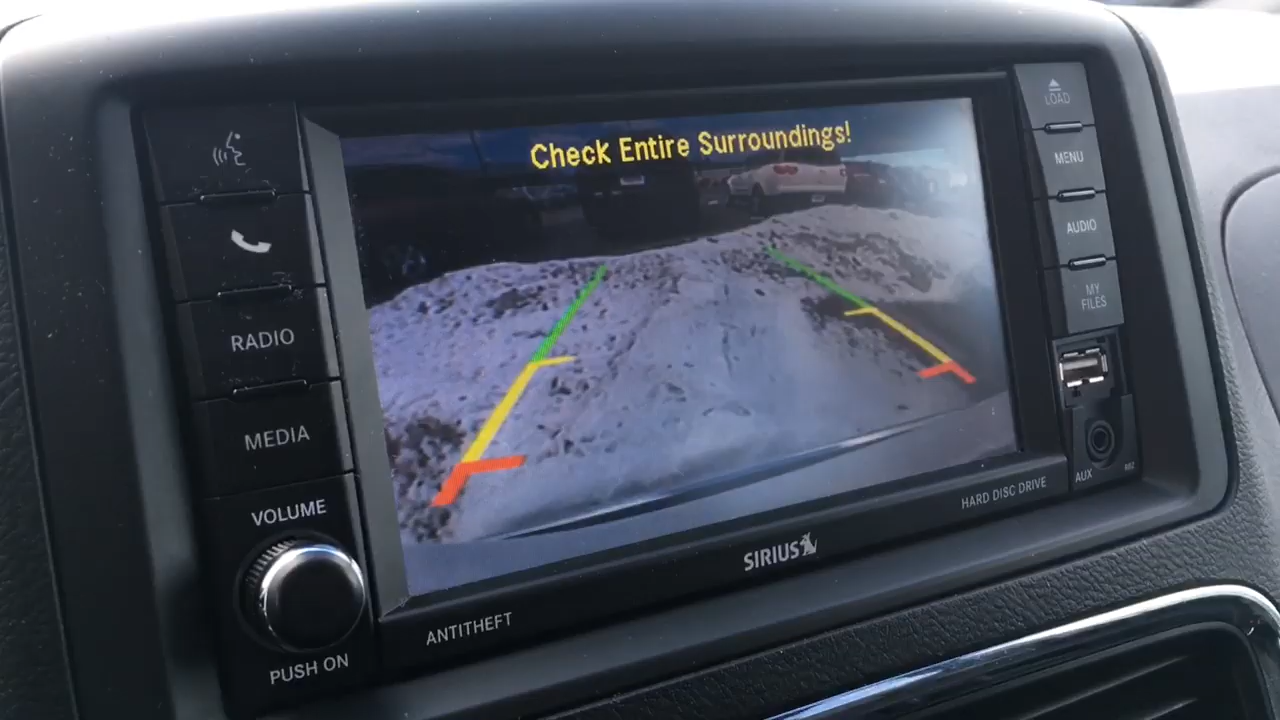 Check Entire Surroundings!
RADIO
MEDIA
VOLUME
PUSH ON
ANTITHEFT
SIRIUS
HARD DISC DRIVE
LOAD
MENU
AUDIO
MY
FILES
AUX